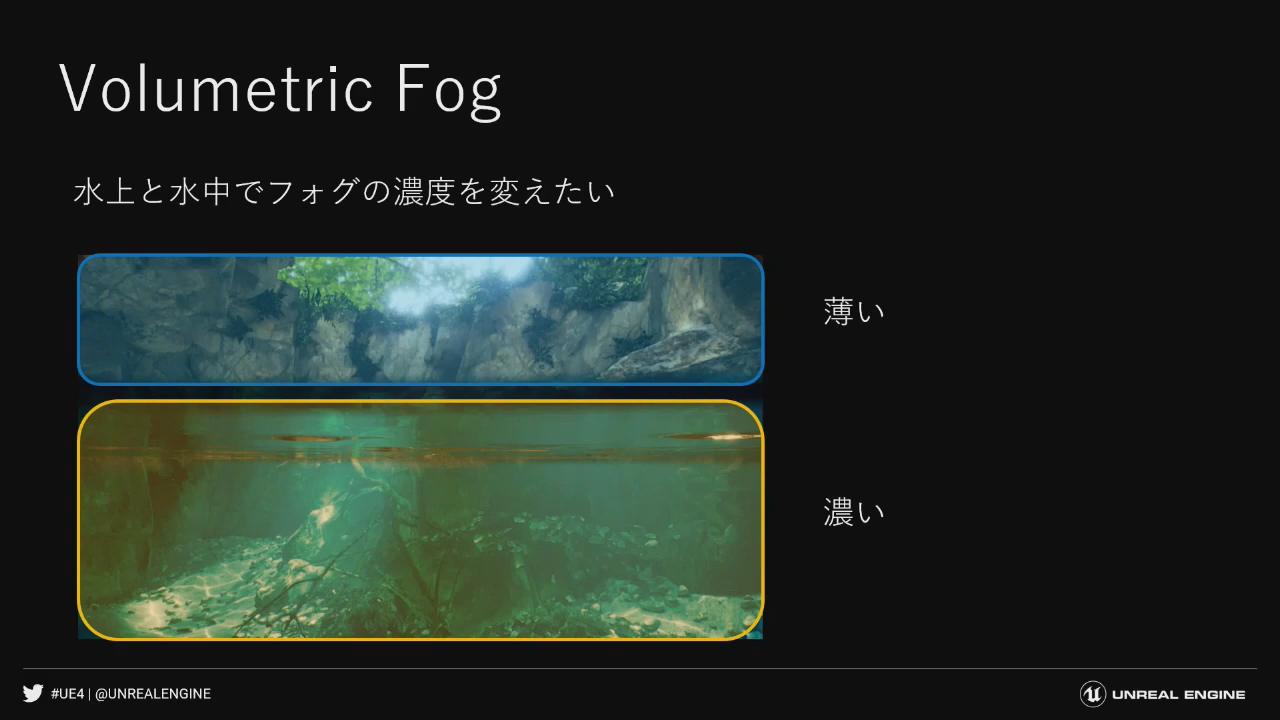 Volumetric Fog
水上と水中でフォグの濃度を変えたい
薄い
濃い
#UE4 | @UNREALENGINE
UNREAL ENGINE